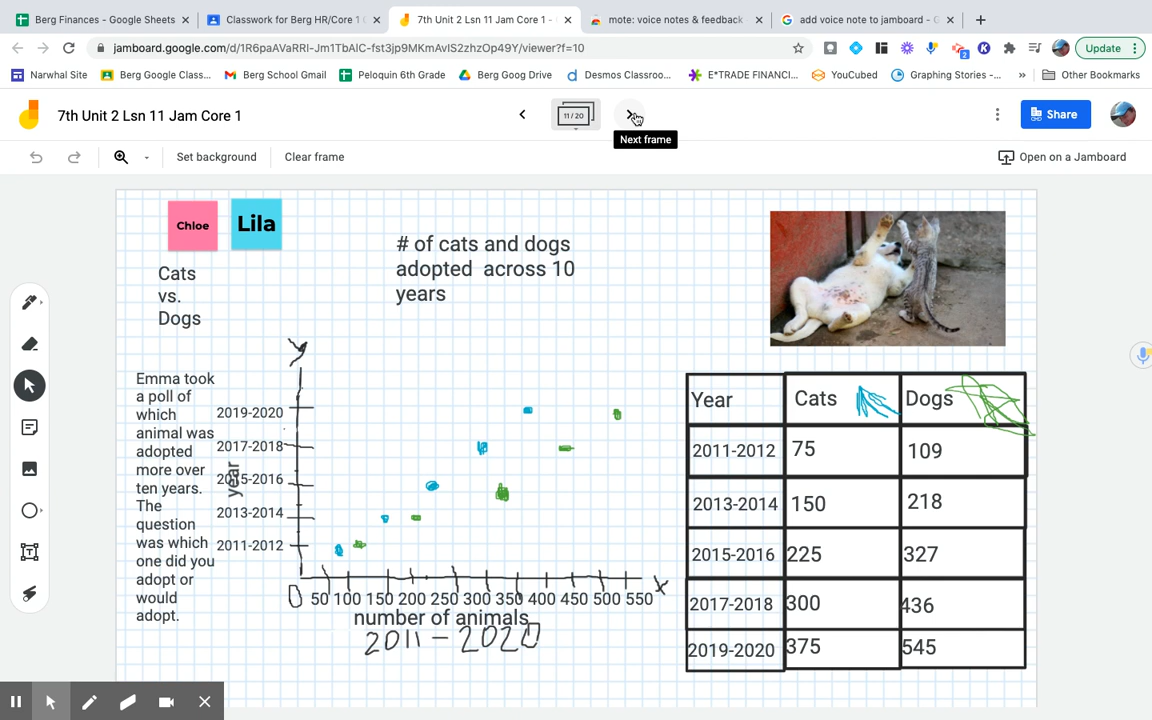 Berg Finances - Google Sheets
Classwork for Berg HR/Core 1
7th Unit 2 Lsn 11 Jam Core 1 -
mote: voice notes & feedback
add voice note to jamboard - G
jamboard.google.com/d/1R6paAVaRRI-Jm1TbAlC-fst3jp9MKmAvIS2zhzOp49Y/viewer?f=10
2
Update
Narwhal Site
Berg Google Class...
Berg School Gmail
Peloquin 6th Grade
Berg Goog Drive
Desmos Classroo...
E*TRADE FINANCI...
YouCubed
Graphing Stories -...
»
Other Bookmarks
7th Unit 2 Lsn 11 Jam Core 1
11 / 20
Share
Next frame
Set background
Clear frame
Open on a Jamboard
Chloe
Lila
Cats
vs.
Dogs
# of cats and dogs
adopted across 10
years
Emma took
a poll of
which
animal was
adopted
more over
ten years.
The
question
was which
one did you
adopt or
would
adopt.
y
2019-2020
2017-2018
2015-2016
2013-2014
2011-2012
year
0 50 100 150 200 250 300 350 400 450 500 550 x
number of animals
2011 - 2020
Year Cats Dogs
2011-2012 75 109
2013-2014 150 218
2015-2016 225 327
2017-2018 300 436
2019-2020 375 545